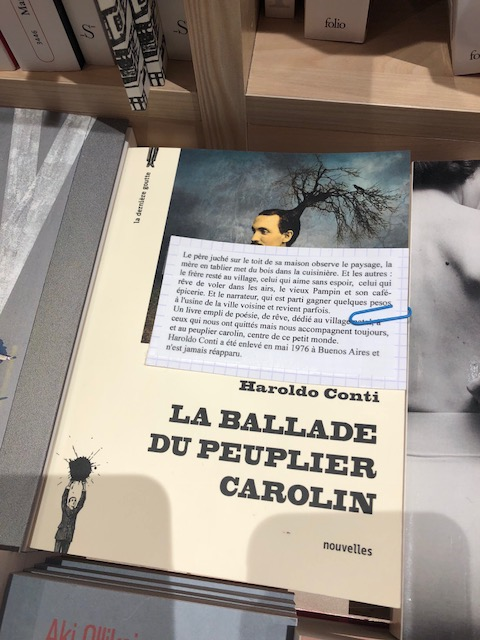 Ma
3446
S
folio
fo
la dernière goutte
Le père juché sur le toit de sa maison observe le paysage, la
mère en tablier met du bois dans la cuisinière. Et les autres :
le frère resté au village, celui qui aime sans espoir, celui qui
rêve de voler dans les airs, le vieux Pampin et son café-
épicerie. Et le narrateur, qui est parti gagner quelques pesos
à l'usine de la ville voisine et revient parfois.
Un livre empli de poésie, de rêve, dédié au village natal, à
ceux qui nous ont quittés mais nous accompagnent toujours,
et au peuplier carolin, centre de ce petit monde.
Haroldo Conti a été enlevé en mai 1976 à Buenos Aires et
n'est jamais réapparu.
Haroldo Conti
LA BALLADE
DU PEUPLIER
CAROLIN
nouvelles
Aki